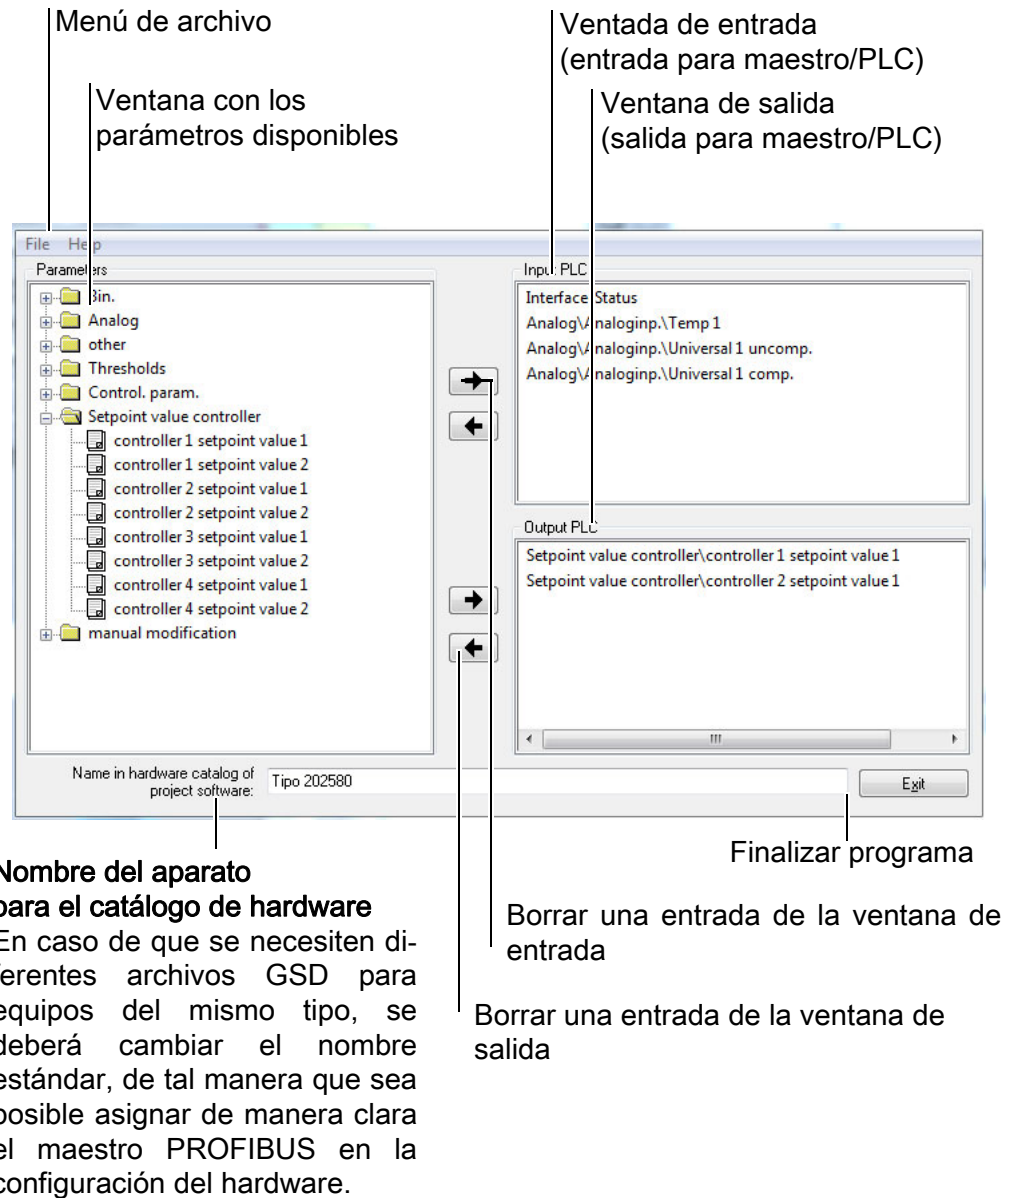 Menú de archivo
Ventada de entrada
(entrada para maestro/PLC)
Ventana con los
parámetros disponibles
Ventana de salida
(salida para maestro/PLC)
File Help
Parameters
Bin.
Analog
other
Thresholds
Control. param.
Setpoint value controller
controller 1 setpoint value 1
controller 1 setpoint value 2
controller 2 setpoint value 1
controller 2 setpoint value 2
controller 3 setpoint value 1
controller 3 setpoint value 2
controller 4 setpoint value 1
controller 4 setpoint value 2
manual modification
Input PLC
Interface Status
Analog\Analoginp.\Temp 1
Analog\Analoginp.\Universal 1 uncomp.
Analog\Analoginp.\Universal 1 comp.
Output PLC
Setpoint value controller\controller 1 setpoint value 1
Setpoint value controller\controller 2 setpoint value 1
Name in hardware catalog of
project software:
Tipo 202580
Exit
Finalizar programa
Nombre del aparato
para el catálogo de hardware
En caso de que se necesiten di-
ferentes archivos GSD para
equipos del mismo tipo, se
deberá cambiar el nombre
estándar, de tal manera que sea
posible asignar de manera clara
el maestro PROFIBUS en la
configuración del hardware.
Borrar una entrada de la ventana de
entrada
Borrar una entrada de la ventana de
salida